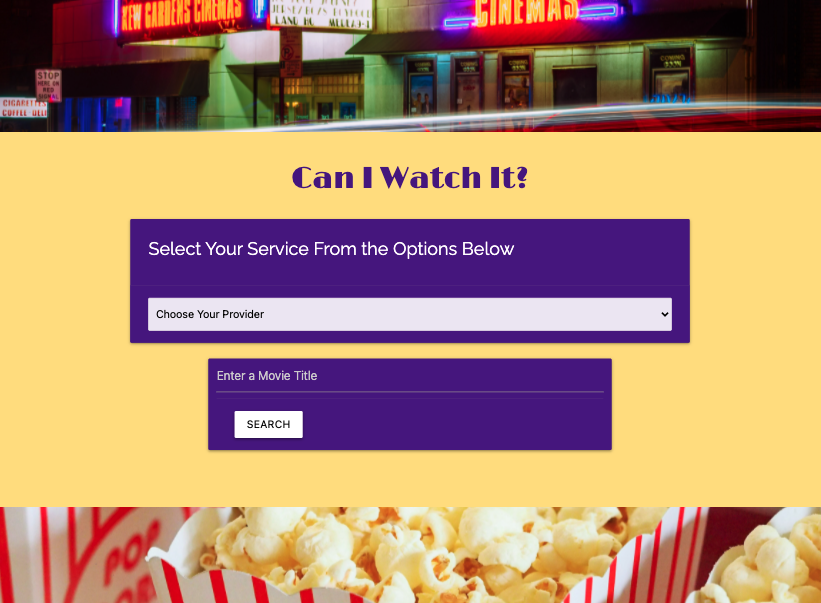 KEW GARDENS CINEMAS
CINEMAS
STOP
HERE ON
RED
SIGNAL
CIGARETTES
COFFEE DELI
COMING
Can I Watch It?
Select Your Service From the Options Below
Choose Your Provider
Enter a Movie Title
SEARCH
POP